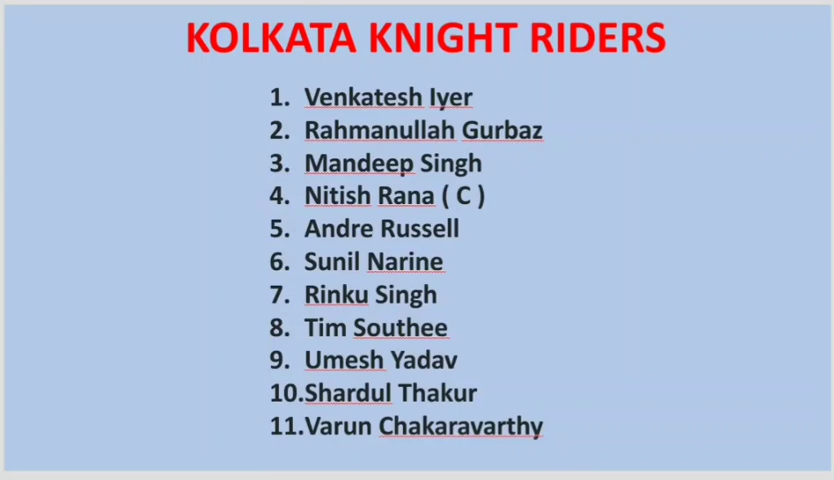 KOLKATA KNIGHT RIDERS
1. Venkatesh Iyer
2. Rahmanullah Gurbaz
3. Mandeep Singh
4. Nitish Rana ( C )
5. Andre Russell
6. Sunil Narine
7. Rinku Singh
8. Tim Southee
9. Umesh Yadav
10.Shardul Thakur
11.Varun Chakaravarthy